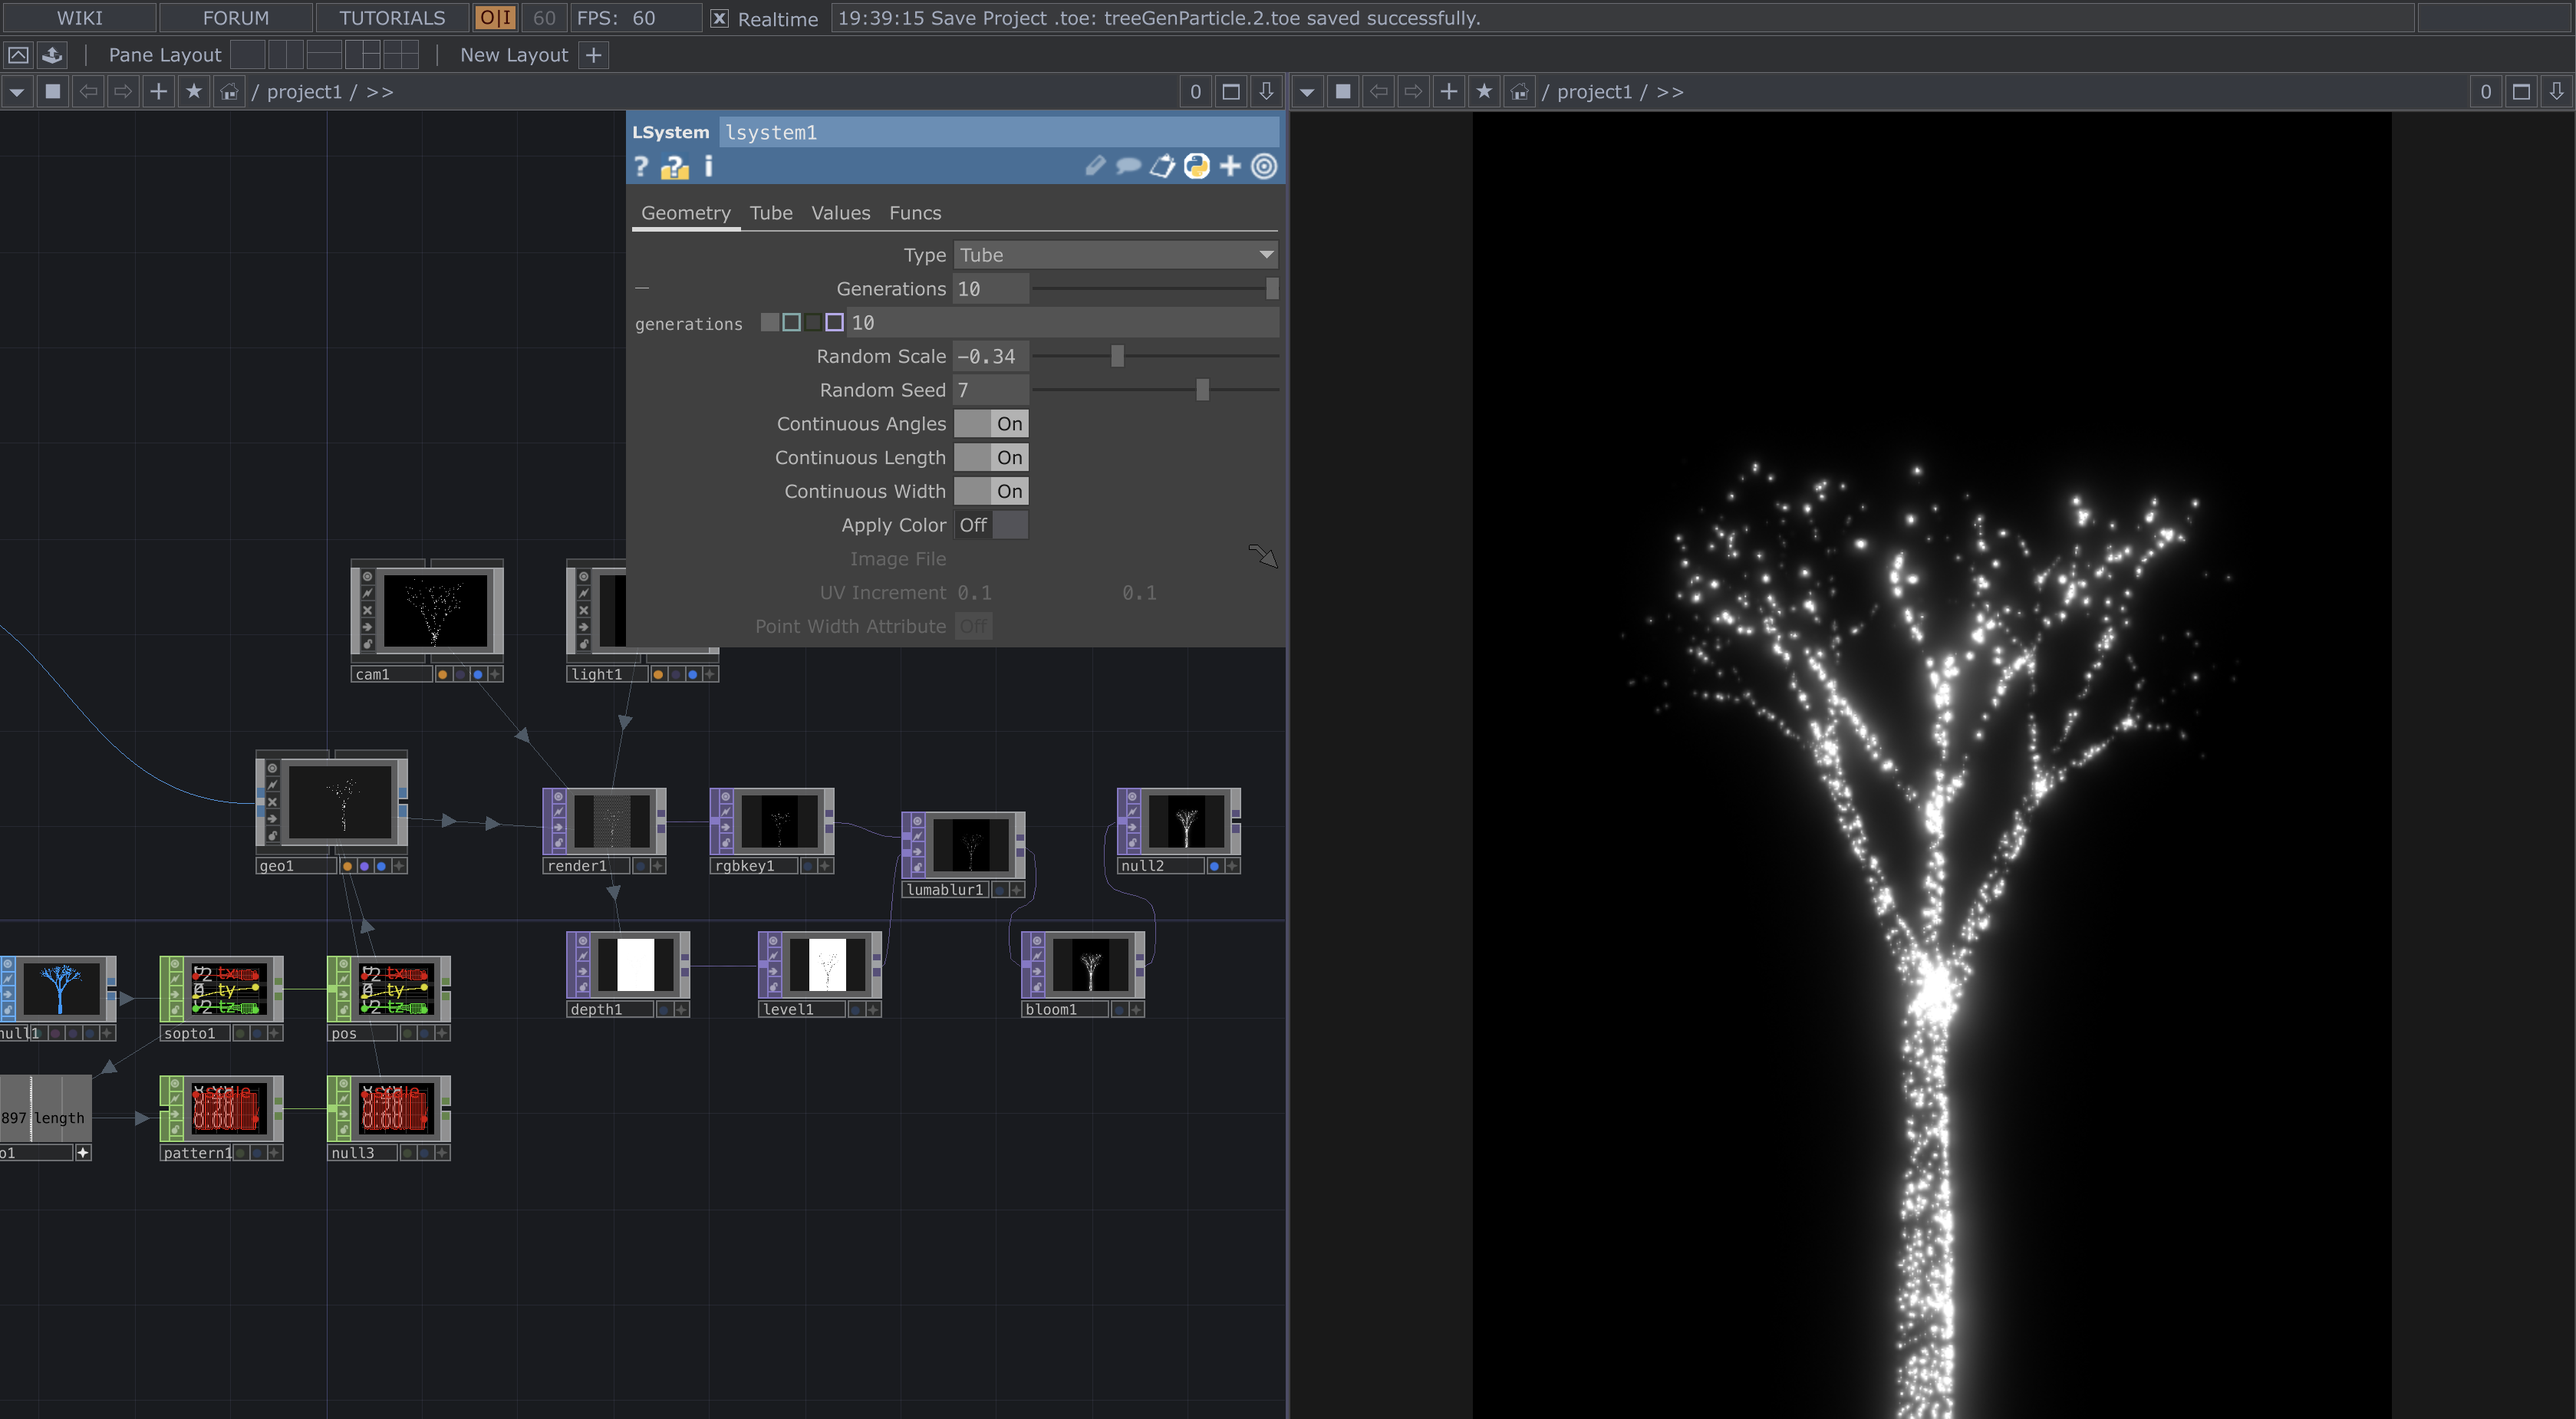 WIKI FORUM TUTORIALS O|I 60 FPS: 60 X Realtime 19:39:15 Save Project .toe: treeGenParticle.2.toe saved successfully.
Pane Layout | New Layout +
/ project1 / >> 0
/ project1 / >> 0
LSystem lsystem1
? ? i
Geometry Tube Values Funcs
Type Tube
Generations 10
generations 10
Random Scale -0.34
Random Seed 7
Continuous Angles On
Continuous Length On
Continuous Width On
Apply Color Off
Image File
UV Increment 0.1 0.1
Point Width Attribute Off
cam1
light1
geo1
render1
rgbkey1
lumablur1
null2
depth1
level1
bloom1
null1
sopto1
pos
ty
ty
897 length
o1
pattern1
null3